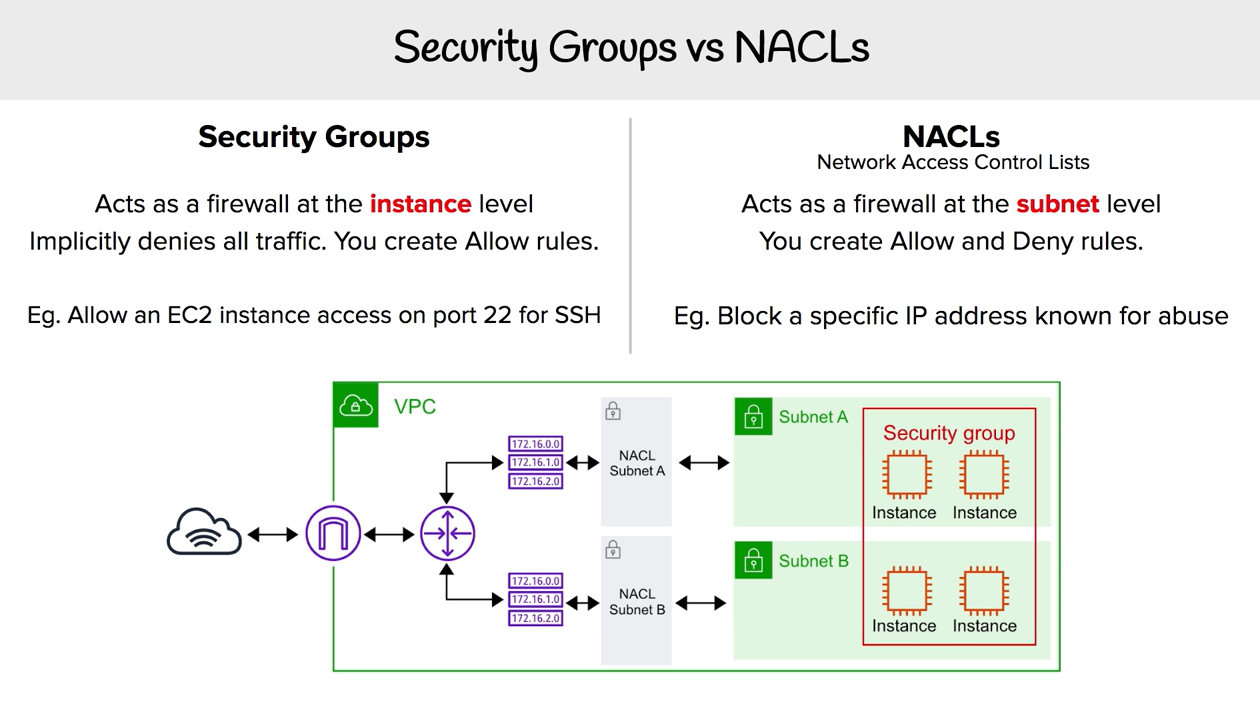 Security Groups vs NACLs
Security Groups
Acts as a firewall at the instance level
Implicitly denies all traffic. You create Allow rules.
Eg. Allow an EC2 instance access on port 22 for SSH
NACLs
Network Access Control Lists
Acts as a firewall at the subnet level
You create Allow and Deny rules.
Eg. Block a specific IP address known for abuse
VPC
172.16.0.0
172.16.1.0
172.16.2.0
NACL
Subnet A
Subnet A
Security group
Instance
Instance
172.16.0.0
172.16.1.0
172.16.2.0
NACL
Subnet B
Subnet B
Instance
Instance